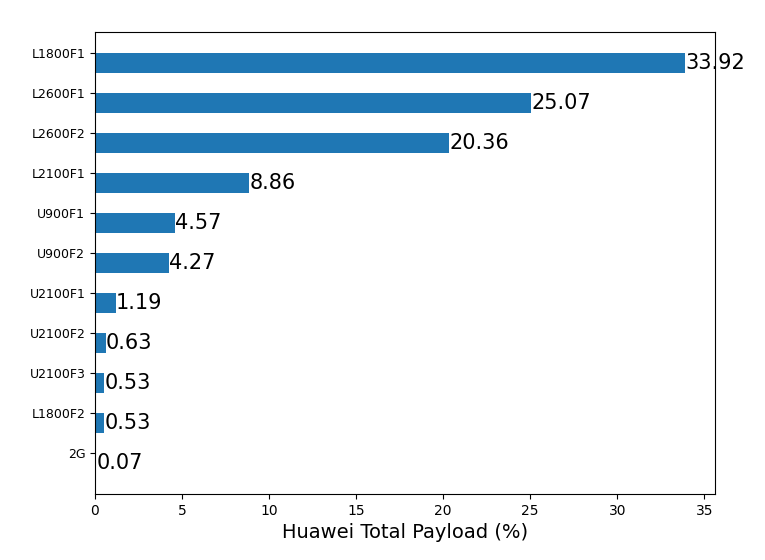 L1800F1 33.92
L2600F1 25.07
L2600F2 20.36
L2100F1 8.86
U900F1 4.57
U900F2 4.27
U2100F1 1.19
U2100F2 0.63
U2100F3 0.53
L1800F2 0.53
2G 0.07
0 5 10 15 20 25 30 35
Huawei Total Payload (%)